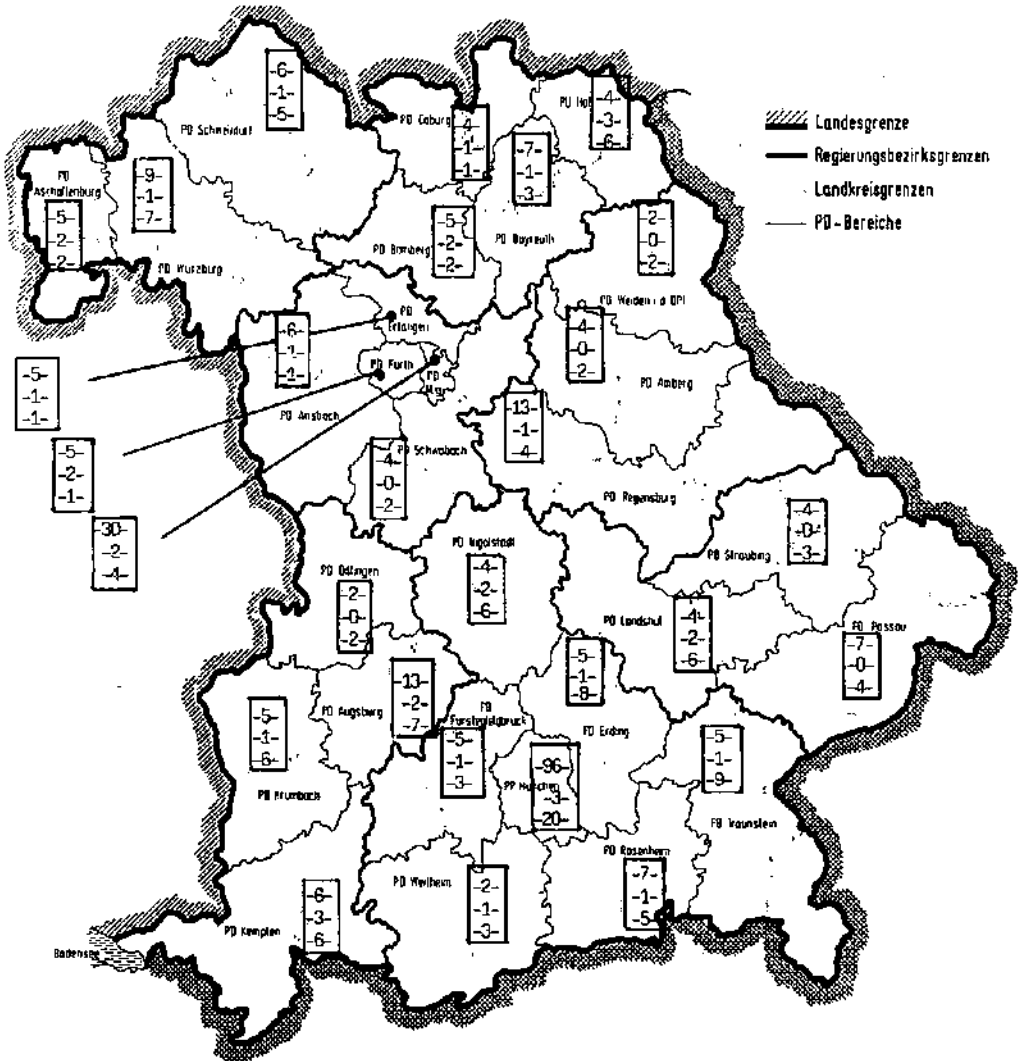 -6-
-1-
-5-
PD Schweinfurt
PD Coburg
-4-
-1-
-1-
-7-
-1-
-3-
PD Hof
-4-
-3-
-6-
Landesgrenze
Regierungsbezirksgrenzen
Landkreisgrenzen
PD-Bereiche
PD
Aschaffenburg
-5-
-2-
-2-
-9-
-1-
-7-
PD Würzburg
PD Bamberg
-5-
-2-
-2-
PD Bayreuth
-2-
-0-
-2-
PD Weiden i d OPf
-6-
-1-
-1-
PD
Erlangen
PD Fürth
PD
PD Ansbach
-4-
-0-
-2-
PD Amberg
-5-
-1-
-1-
-5-
-2-
-1-
-30-
-2-
-4-
PD Schwabach
-4-
-0-
-2-
-13-
-1-
-4-
PD Regensburg
PD Ingolstadt
-4-
-2-
-6-
-4-
-0-
-3-
PD Straubing
PD Dillingen
-2-
-0-
-2-
PD Landshut
-4-
-2-
-6-
PD Passau
-7-
-0-
-4-
PD Augsburg
-13-
-2-
-7-
PD
Fürstenfeldbruck
-5-
-1-
-3-
-5-
-1-
-8-
PD Erding
-5-
-1-
-6-
PD Krumbach
PP München
-96-
-3-
-20-
-5-
-1-
-9-
PD Traunstein
PD Rosenheim
-7-
-1-
-5-
PD Weilheim
-2-
-1-
-3-
-6-
-3-
-6-
PD Kempten
Bodensee